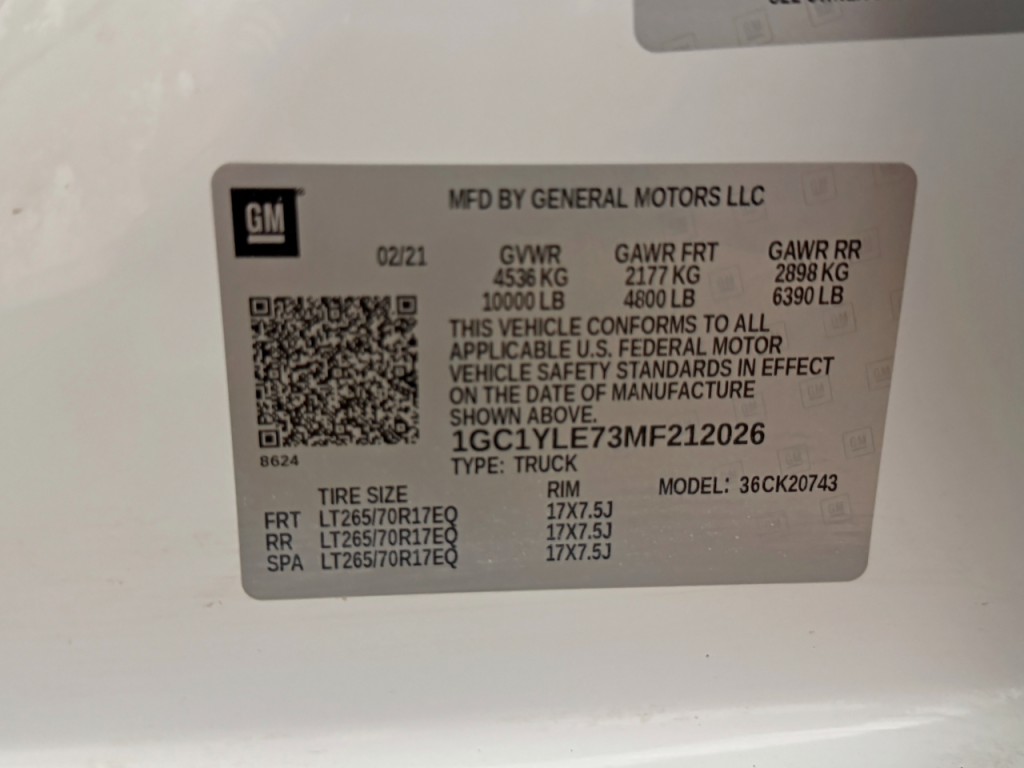 GM
MFD BY GENERAL MOTORS LLC
02/21 GVWR GAWR FRT GAWR RR
4536 KG 2177 KG 2898 KG
10000 LB 4800 LB 6390 LB
THIS VEHICLE CONFORMS TO ALL
APPLICABLE U.S. FEDERAL MOTOR
VEHICLE SAFETY STANDARDS IN EFFECT
ON THE DATE OF MANUFACTURE
SHOWN ABOVE.
1GC1YLE73MF212026
8624
TYPE: TRUCK
TIRE SIZE RIM MODEL: 36CK20743
FRT LT265/70R17EQ 17X7.5J
RR LT265/70R17EQ 17X7.5J
SPA LT265/70R17EQ 17X7.5J